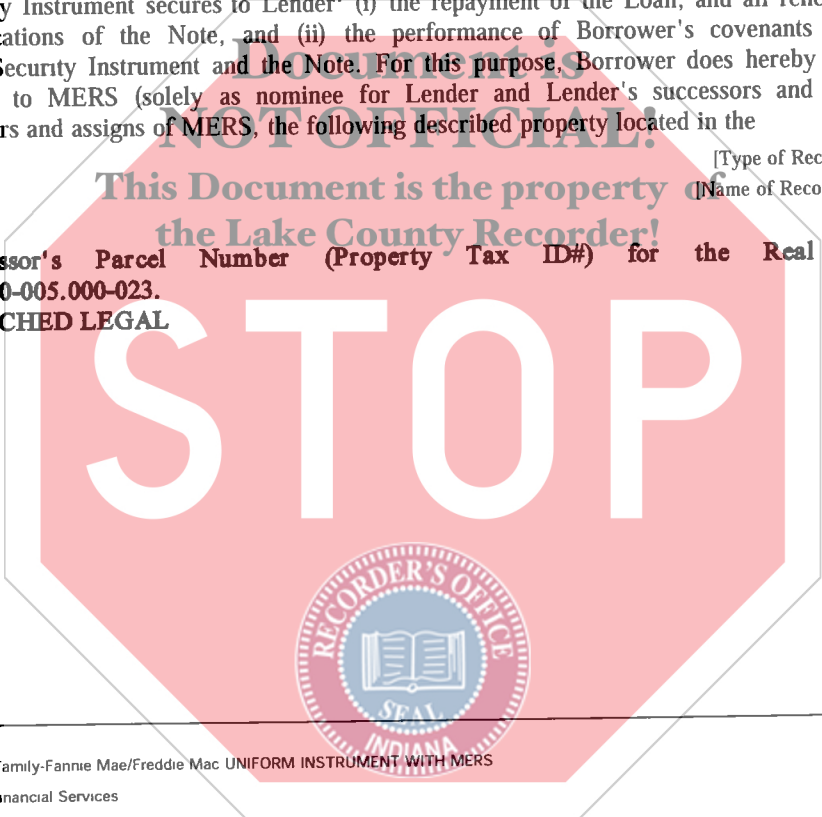 y Instrument secures to Lender: (i) the repayment of the Loan, and all rene
cations of the Note, and (ii) the performance of Borrower's covenants
Security Instrument and the Note. For this purpose, Borrower does hereby
to MERS (solely as nominee for Lender and Lender's successors and
rs and assigns of MERS, the following described property located in the
[Type of Rec
[Name of Reco
Document is
NOT OFFICIAL!
This Document is the property of
the Lake County Recorder!
ssor's Parcel Number (Property Tax ID#) for the Real
0-005.000-023.
CHED LEGAL
STOP
RECORDER'S OFFICE
SEAL
INDIANA
amily-Fannie Mae/Freddie Mac UNIFORM INSTRUMENT WITH MERS
nancial Services